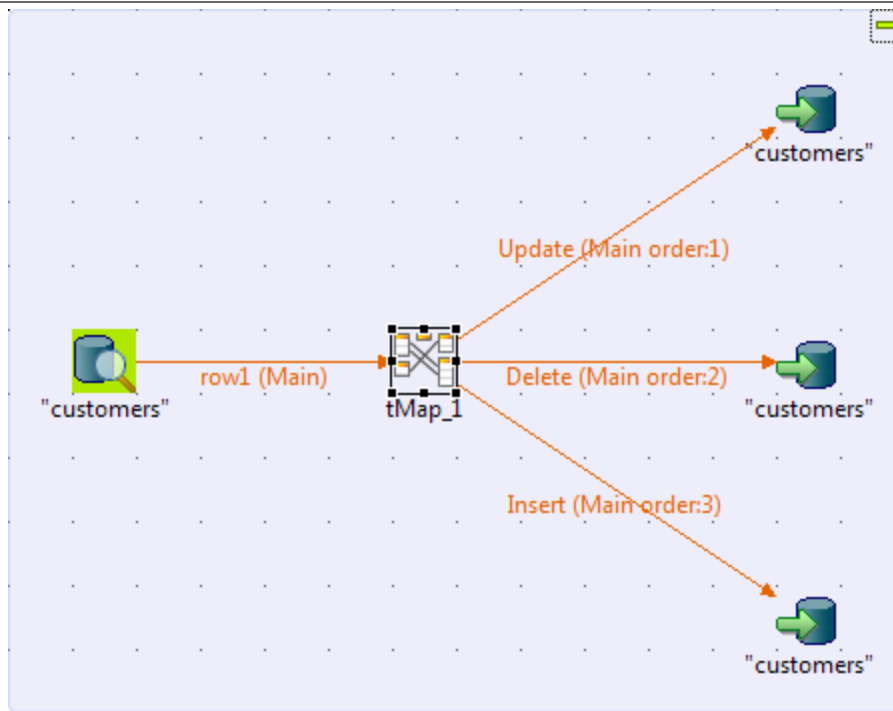 "customers"
Update (Main order:1)
row1 (Main)
Delete (Main order:2)
"customers"
tMap_1
"customers"
Insert (Main order:3)
"customers"